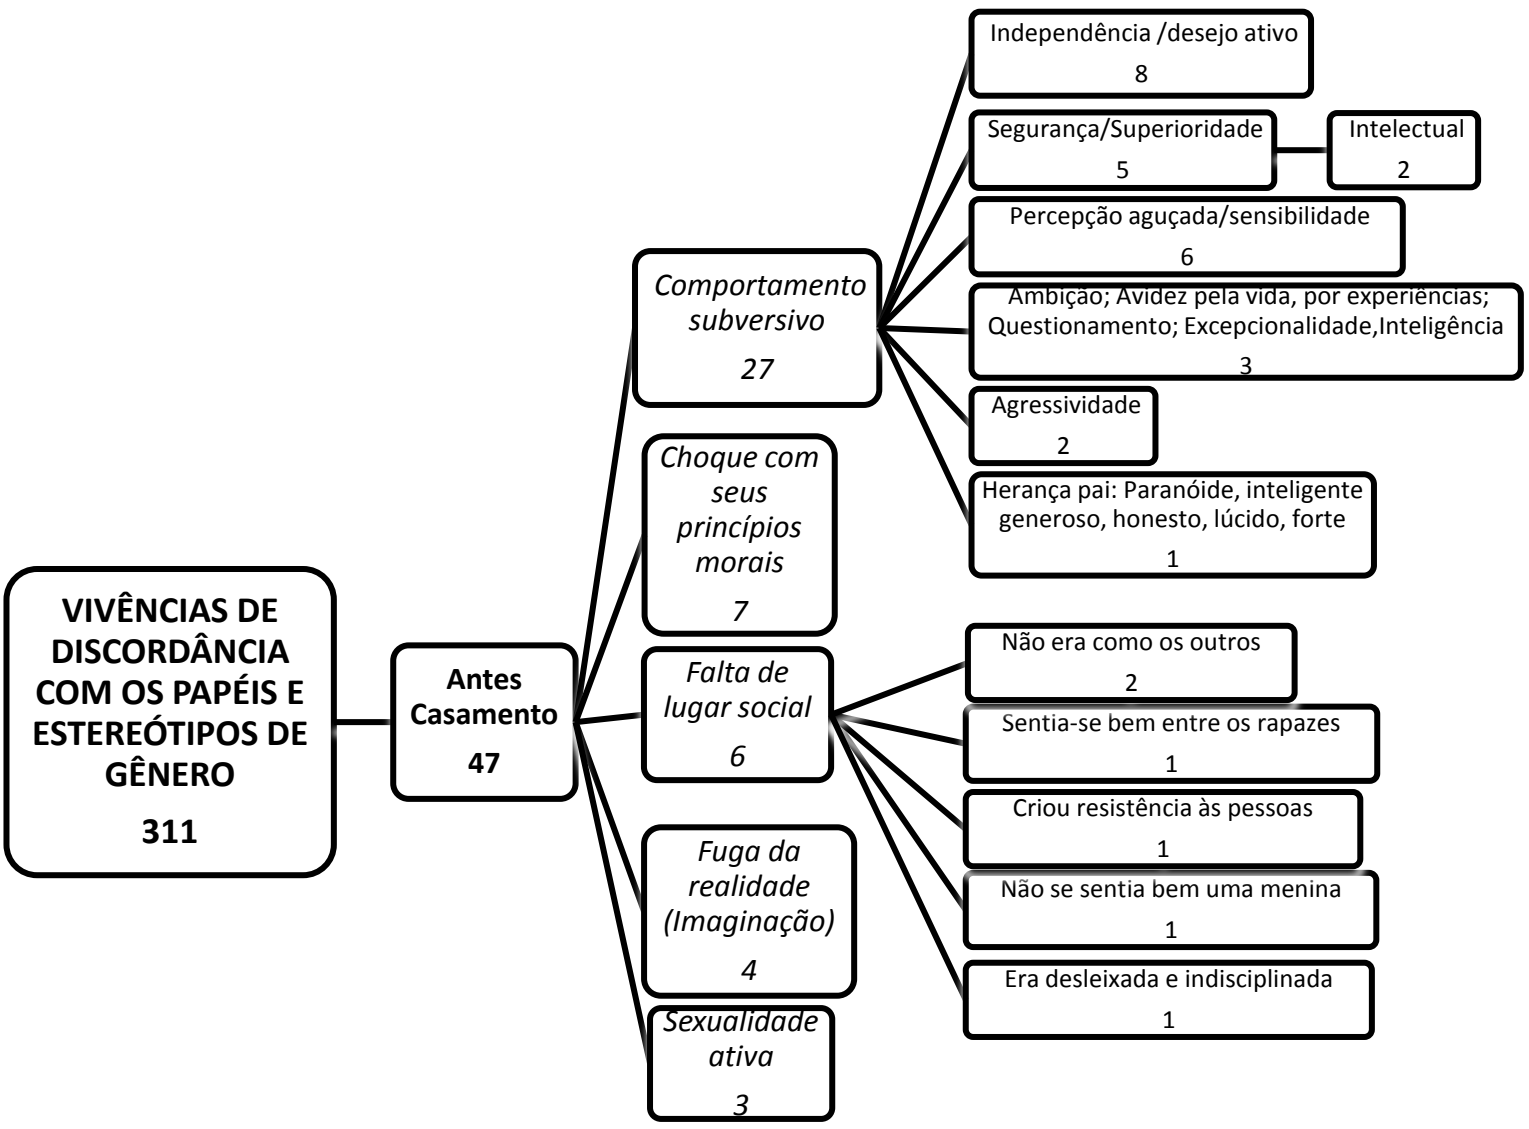 VIVÊNCIAS DE
DISCORDÂNCIA
COM OS PAPÉIS E
ESTEREÓTIPOS DE
GÊNERO
311
Antes
Casamento
47
Comportamento
subversivo
27
Independência /desejo ativo
8
Segurança/Superioridade
5
Intelectual
2
Percepção aguçada/sensibilidade
6
Ambição; Avidez pela vida, por experiências;
Questionamento; Excepcionalidade,Inteligência
3
Agressividade
2
Herança pai: Paranóide, inteligente
generoso, honesto, lúcido, forte
1
Choque com
seus
princípios
morais
7
Falta de
lugar social
6
Não era como os outros
2
Sentia-se bem entre os rapazes
1
Criou resistência às pessoas
1
Não se sentia bem uma menina
1
Era desleixada e indisciplinada
1
Fuga da
realidade
(Imaginação)
4
Sexualidade
ativa
3